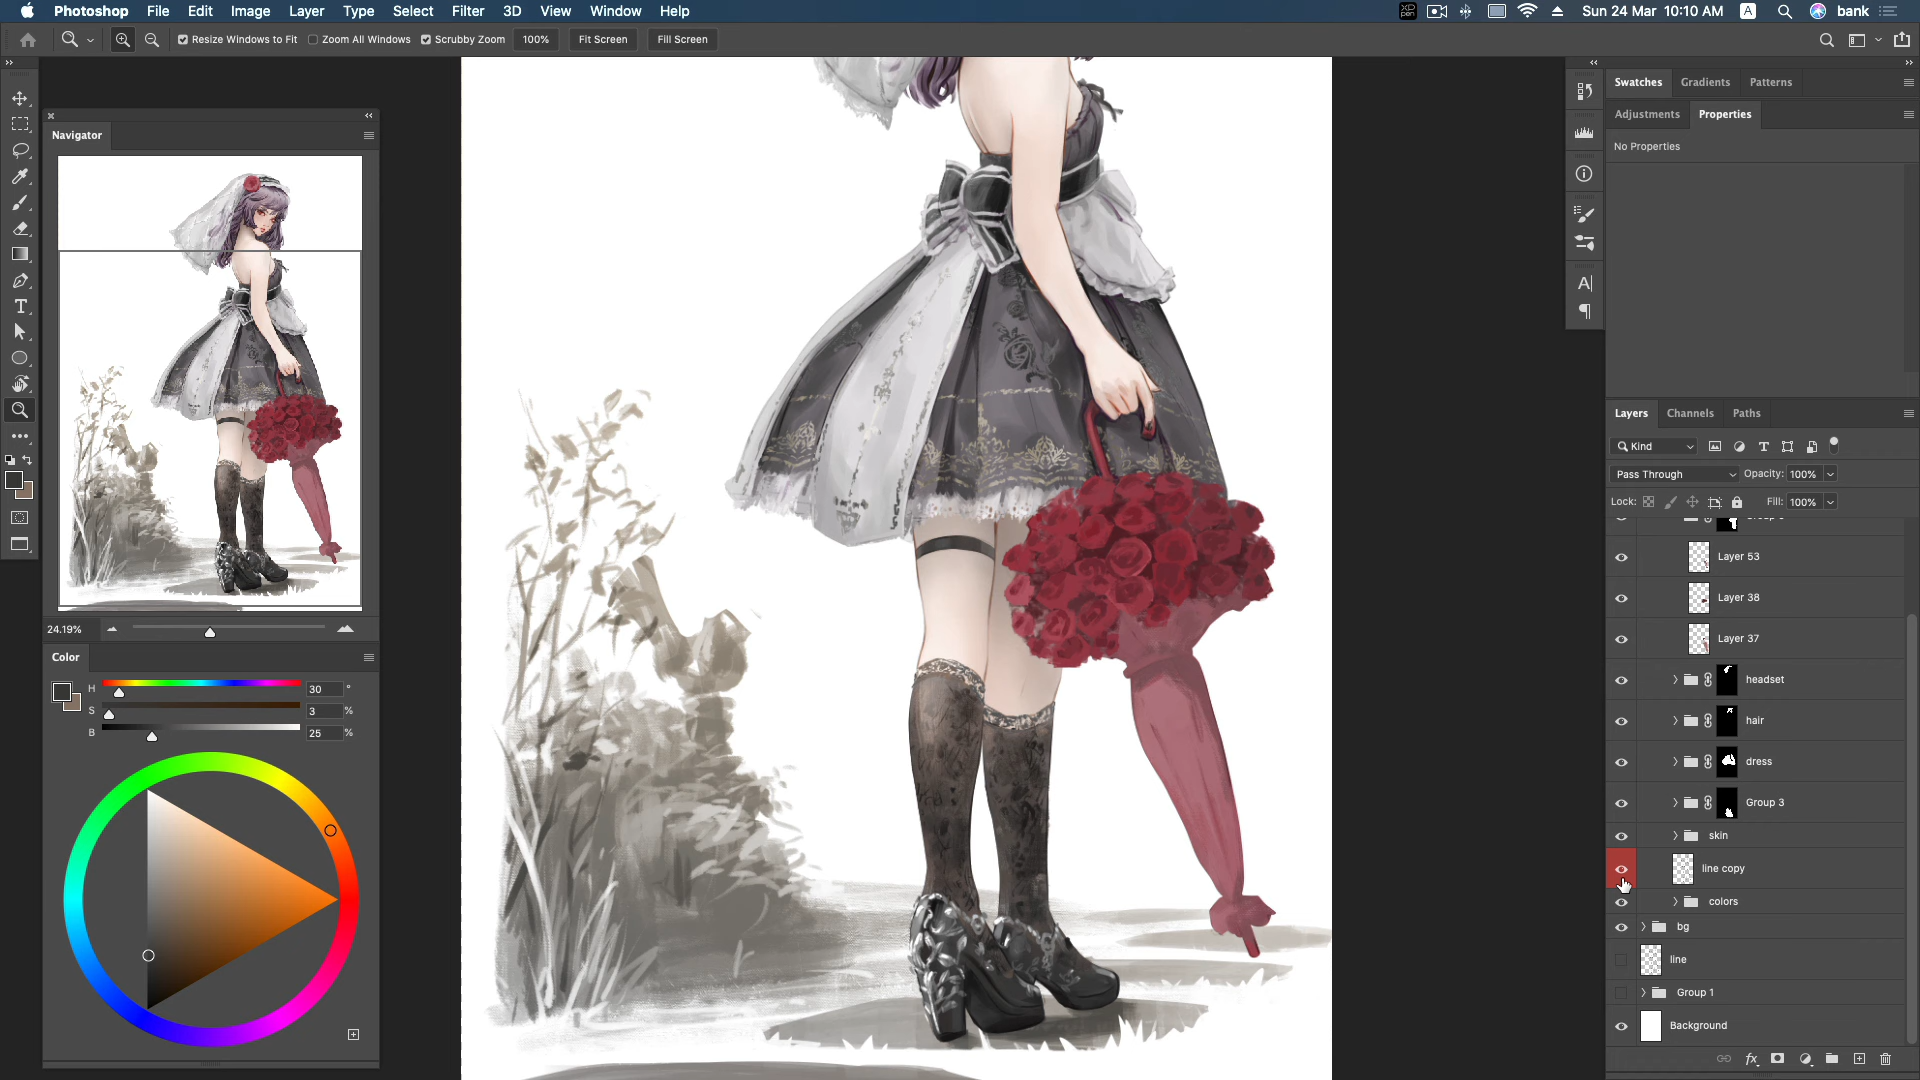 Photoshop File Edit Image Layer Type Select Filter 3D View Window Help
XP
pen
Sun 24 Mar 10:10 AM A bank
Resize Windows to Fit Zoom All Windows Scrubby Zoom 100% Fit Screen Fill Screen
Navigator
24.19%
Color
H 30 °
S 3 %
B 25 %
Swatches Gradients Patterns
Adjustments Properties
No Properties
Layers Channels Paths
Kind
Pass Through Opacity: 100%
Lock: Fill: 100%
Layer 53
Layer 38
Layer 37
headset
hair
dress
Group 3
skin
line copy
colors
bg
line
Group 1
Background